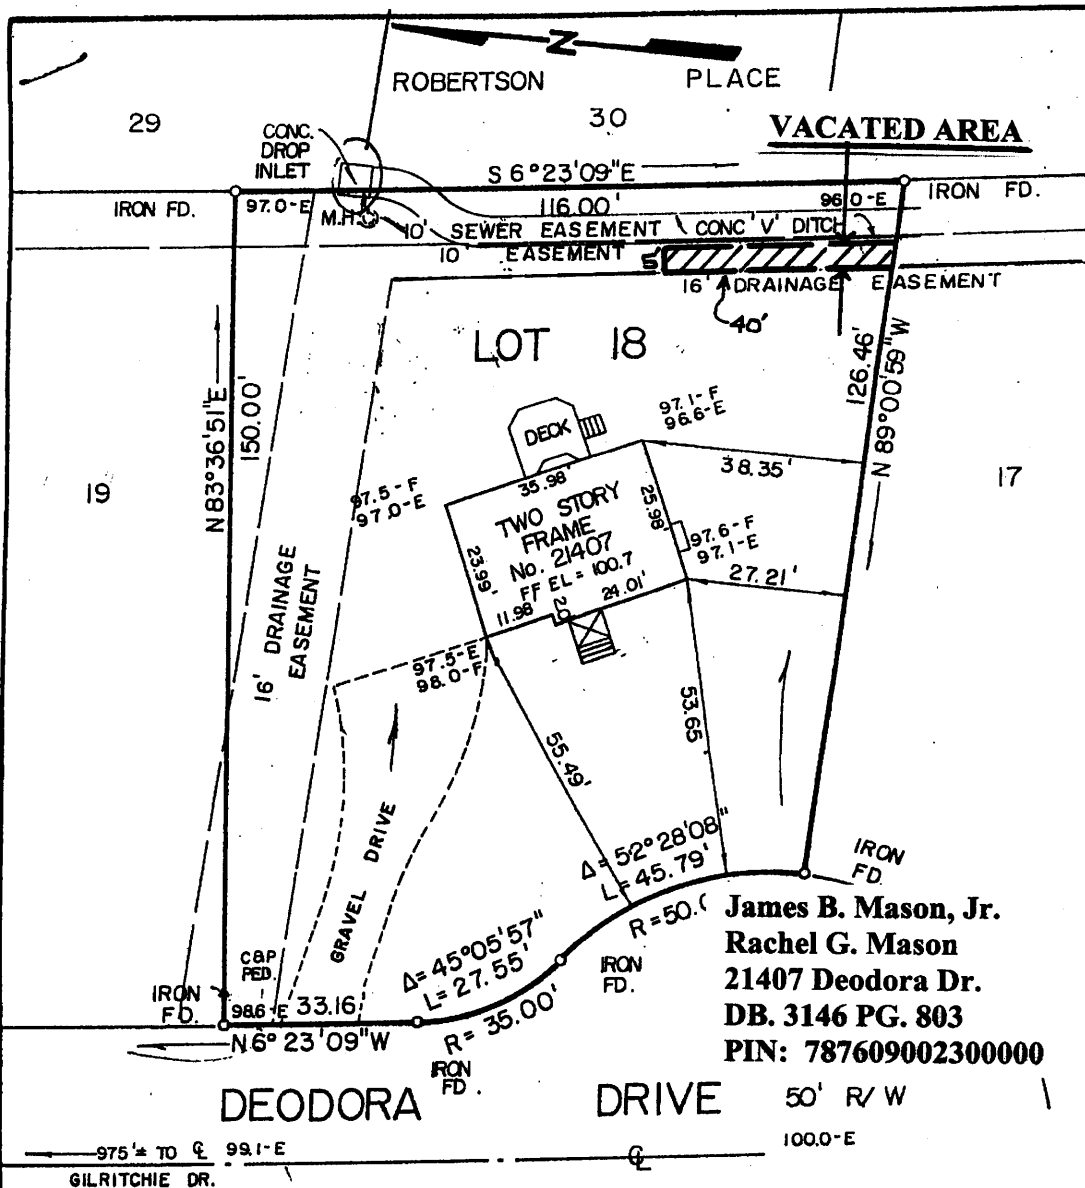 N
ROBERTSON PLACE
29
30
VACATED AREA
CONC.
DROP
INLET
S 6°23'09"E
IRON FD.
97.0-E
116.00'
96.0-E
IRON FD.
M.H.
10' SEWER EASEMENT
CONC 'V' DITCH
10' EASEMENT
5'
16' DRAINAGE EASEMENT
40'
LOT 18
N 83°36'51"E
150.00'
126.46'
N 89°00'59"W
19
17
DECK
97.1-F
96.6-E
38.35'
97.5-F
97.0-E
35.98'
TWO STORY
FRAME
No. 21407
FF EL = 100.7
25.98'
23.99'
11.98
2.0
24.01'
97.6-F
97.1-E
27.21'
16' DRAINAGE
EASEMENT
97.5-E
98.0-F
55.49'
53.65'
GRAVEL DRIVE
Δ = 52°28'08"
L = 45.79'
R = 50.0
IRON
FD.
James B. Mason, Jr.
Rachel G. Mason
21407 Deodora Dr.
DB. 3146 PG. 803
PIN: 787609002300000
Δ = 45°05'57"
L = 27.55'
R = 35.00'
IRON
FD.
C&P
PED.
IRON
FD.
98.6-E
33.16
N 6° 23'09"W
IRON
FD.
DEODORA DRIVE 50' R/W
975'± TO ℄
99.1-E
℄
100.0-E
GILRITCHIE DR.